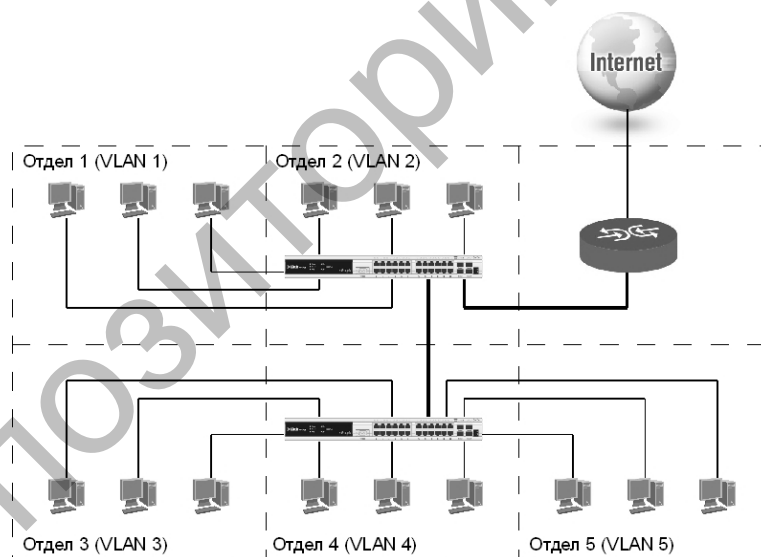 Internet
Отдел 1 (VLAN 1)
Отдел 2 (VLAN 2)
Отдел 3 (VLAN 3)
Отдел 4 (VLAN 4)
Отдел 5 (VLAN 5)